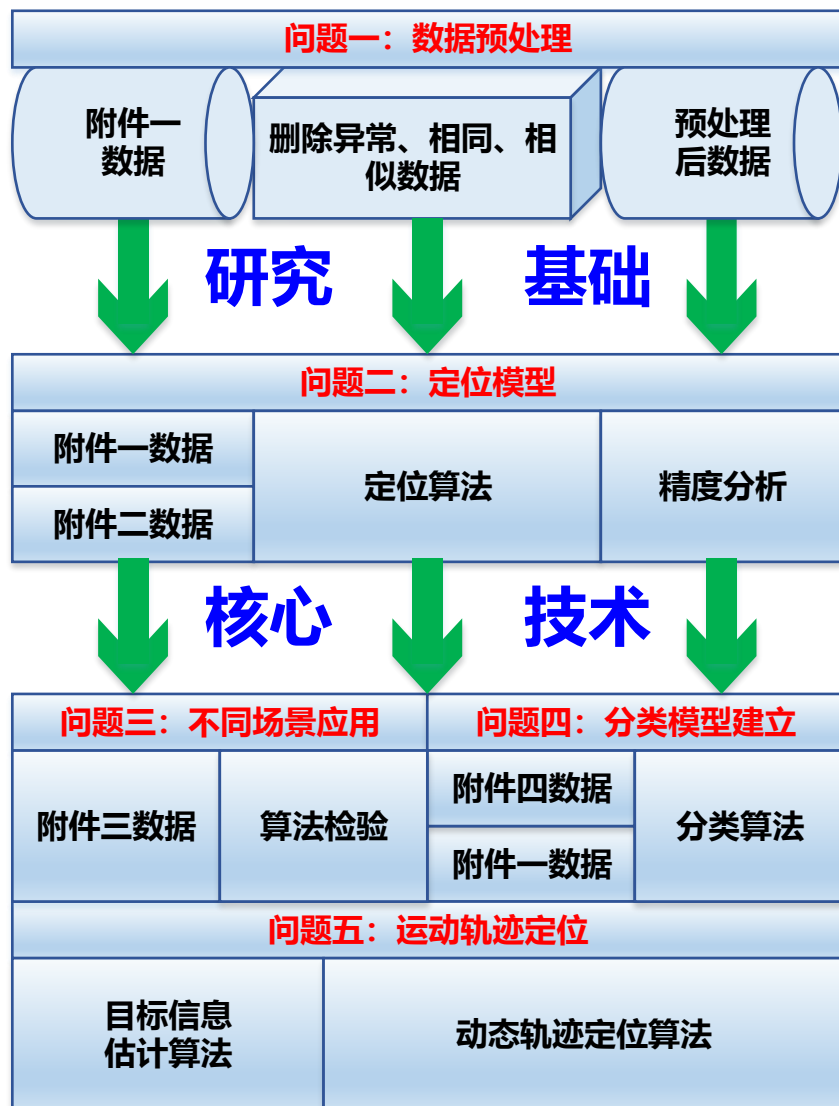 问题一：数据预处理
附件一
数据
删除异常、相同、相
似数据
预处理
后数据
研究
基础
问题二：定位模型
附件一数据
附件二数据
定位算法
精度分析
核心
技术
问题三：不同场景应用
问题四：分类模型建立
附件三数据
算法检验
附件四数据
附件一数据
分类算法
问题五：运动轨迹定位
目标信息
估计算法
动态轨迹定位算法